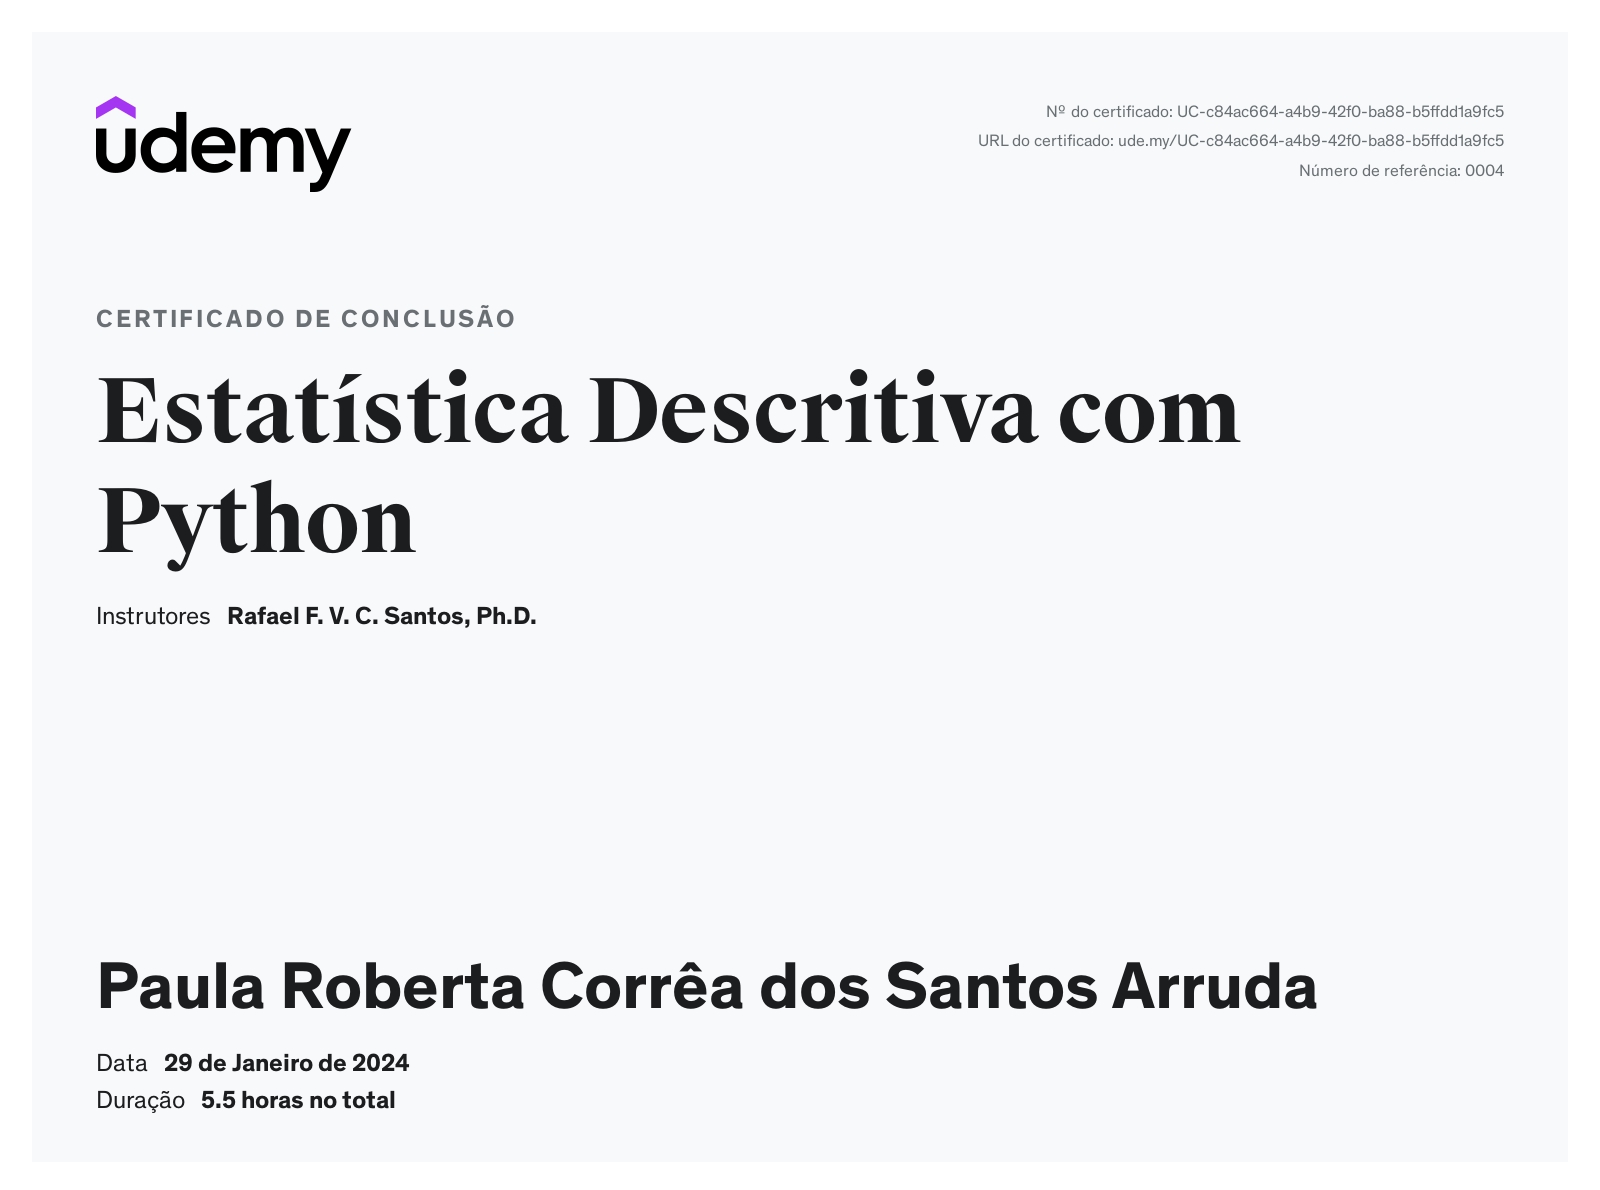 udemy
Nº do certificado: UC-c84ac664-a4b9-42f0-ba88-b5ffdd1a9fc5
URL do certificado: ude.my/UC-c84ac664-a4b9-42f0-ba88-b5ffdd1a9fc5
Número de referência: 0004
CERTIFICADO DE CONCLUSÃO
Estatística Descritiva com
Python
Instrutores Rafael F. V. C. Santos, Ph.D.
Paula Roberta Corrêa dos Santos Arruda
Data 29 de Janeiro de 2024
Duração 5.5 horas no total